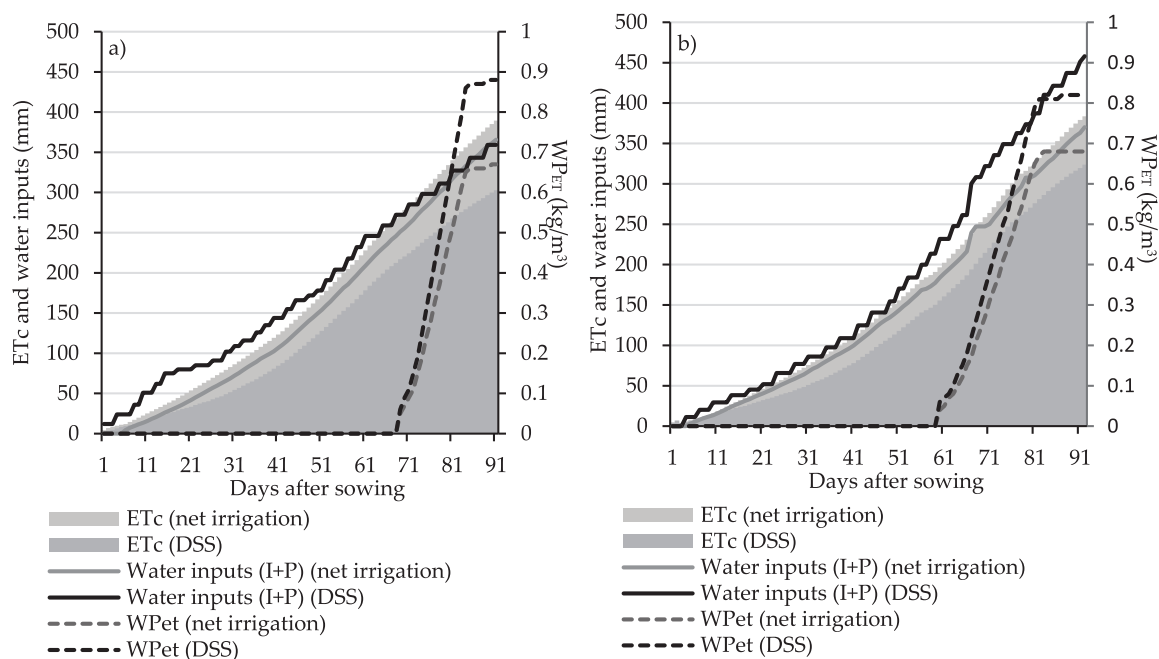 a)
ETc and water inputs (mm)
500
450
400
350
300
250
200
150
100
50
0
1
0.9
0.8
0.7
0.6
0.5
0.4
0.3
0.2
0.1
0
WPET (kg/m³)
1 11 21 31 41 51 61 71 81 91
Days after sowing
ETc (net irrigation)
ETc (DSS)
Water inputs (I+P) (net irrigation)
Water inputs (I+P) (DSS)
WPet (net irrigation)
WPet (DSS)
b)
ETc and water inputs (mm)
500
450
400
350
300
250
200
150
100
50
0
1
0.9
0.8
0.7
0.6
0.5
0.4
0.3
0.2
0.1
0
WPET (kg/m³)
1 11 21 31 41 51 61 71 81 91
Days after sowing
ETc (net irrigation)
ETc (DSS)
Water inputs (I+P) (net irrigation)
Water inputs (I+P) (DSS)
WPet (net irrigation)
WPet (DSS)